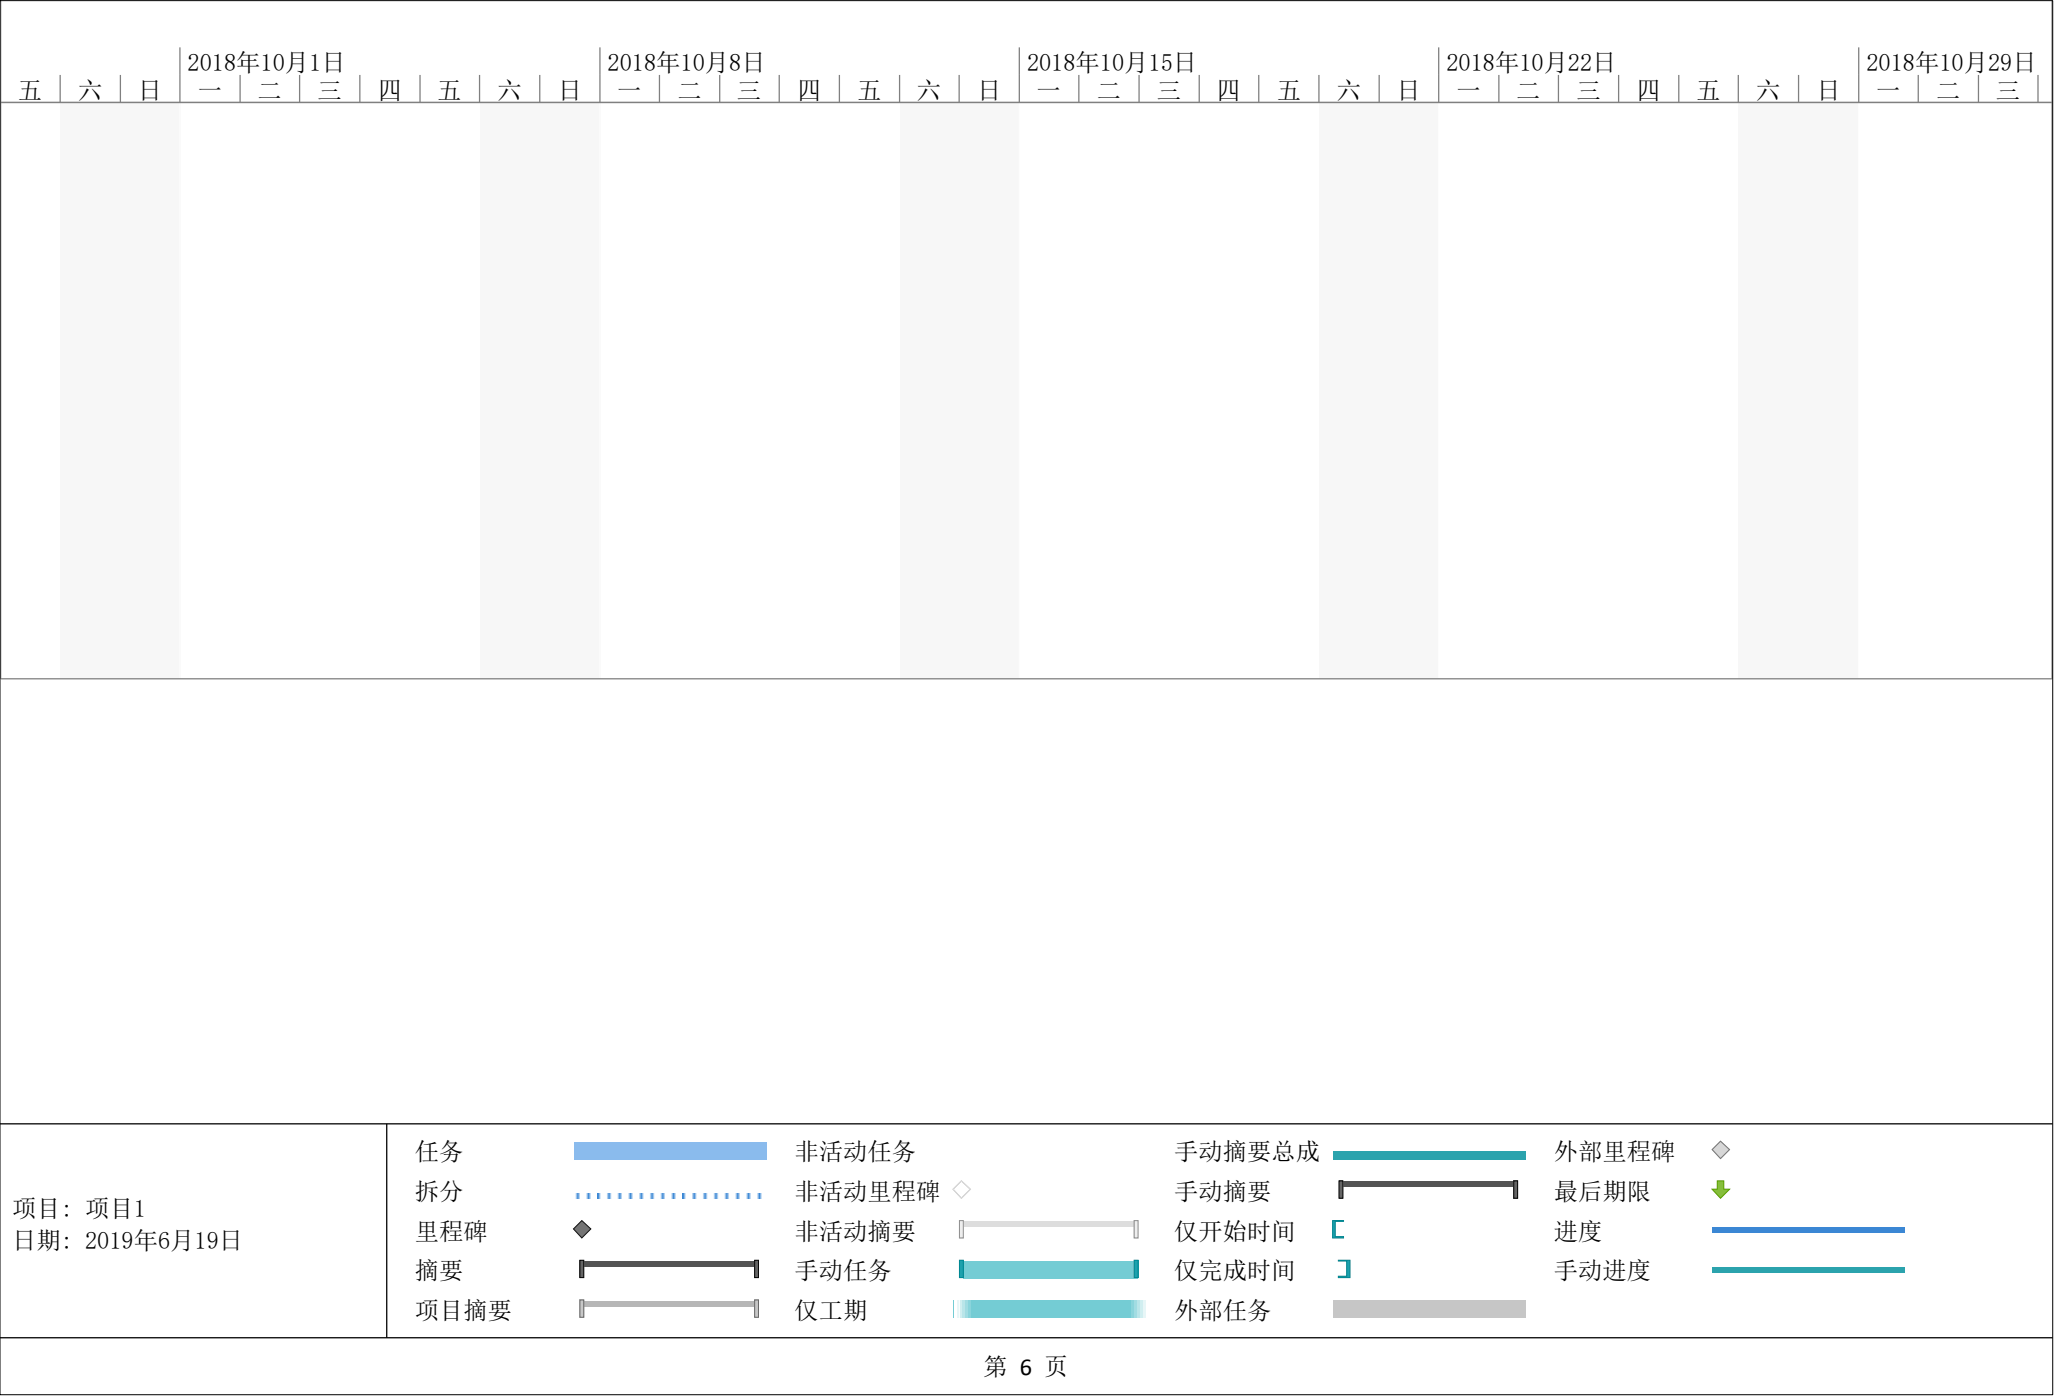 2018年10月1日 2018年10月8日 2018年10月15日 2018年10月22日 2018年10月29日
五 六 日 一 二 三 四 五 六 日 一 二 三 四 五 六 日 一 二 三 四 五 六 日 一 二 三 四 五 六 日 一 二 三
项目: 项目1
日期: 2019年6月19日
任务
拆分
里程碑
摘要
项目摘要
非活动任务
非活动里程碑
非活动摘要
手动任务
仅工期
手动摘要总成
手动摘要
仅开始时间
仅完成时间
外部任务
外部里程碑
最后期限
进度
手动进度
第 6 页